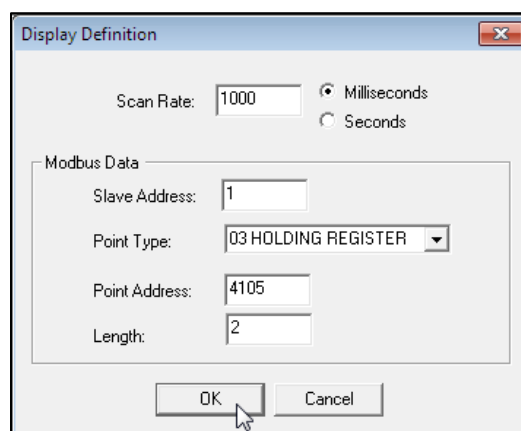 Display Definition
Scan Rate: 1000 Milliseconds
Seconds
Modbus Data
Slave Address: 1
Point Type: 03 HOLDING REGISTER
Point Address: 4105
Length: 2
OK Cancel